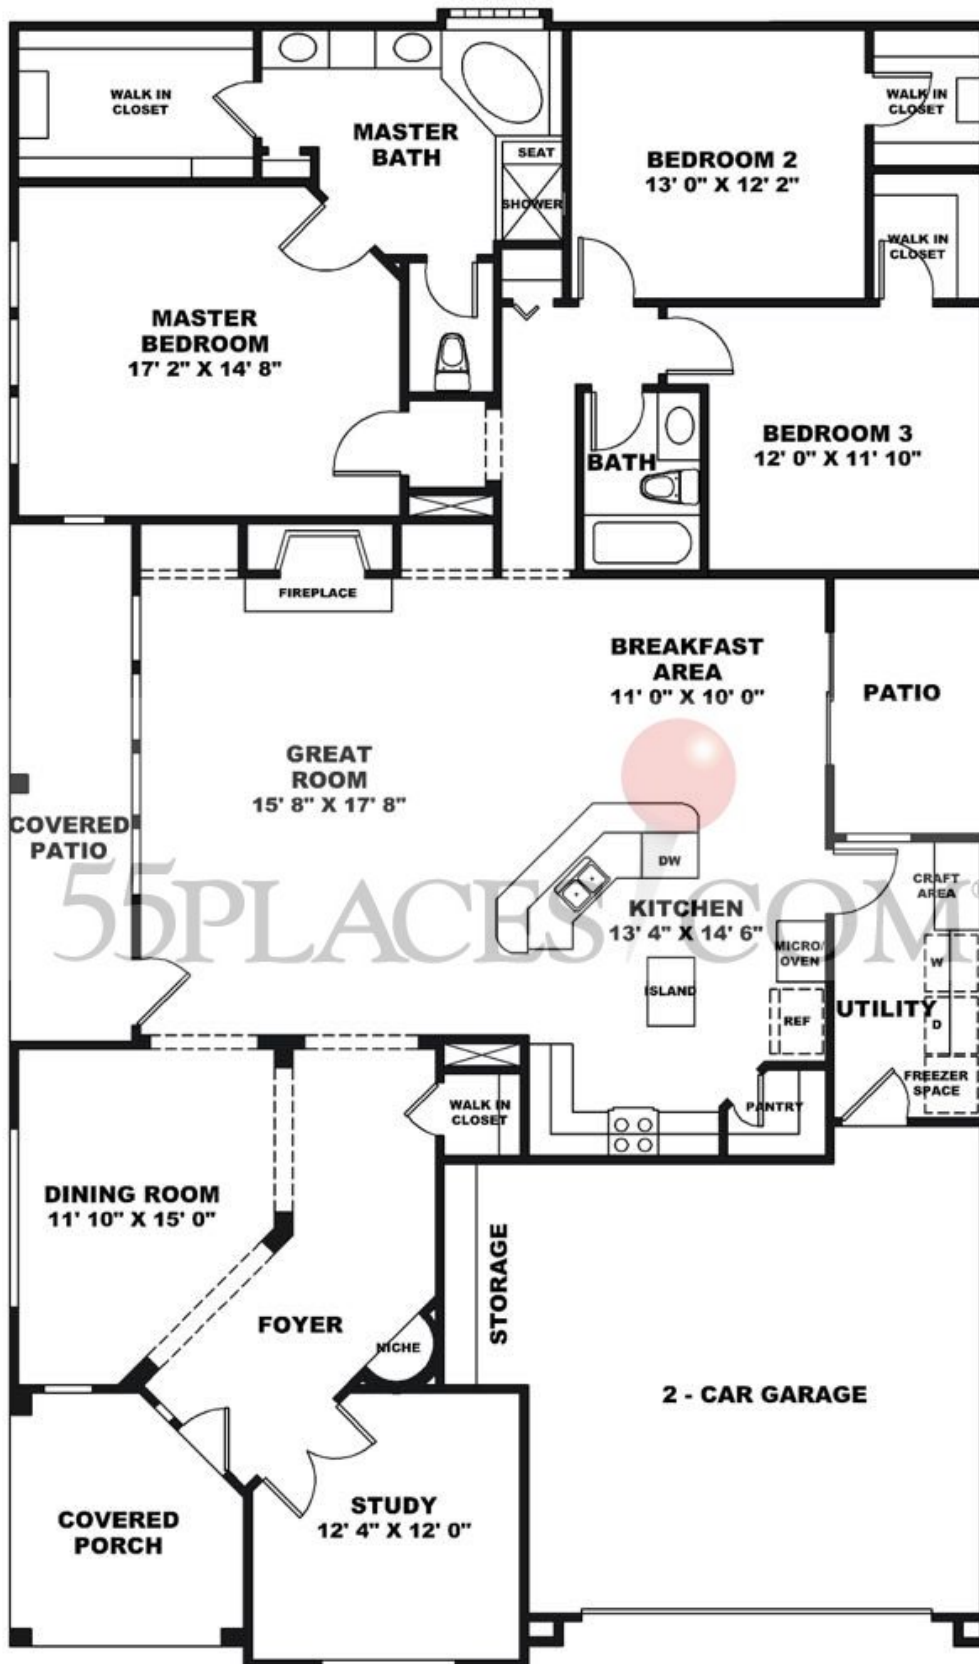 WALK IN
CLOSET
MASTER
BATH
SEAT
SHOWER
BEDROOM 2
13' 0" X 12' 2"
WALK IN
CLOSET
WALK IN
CLOSET
MASTER
BEDROOM
17' 2" X 14' 8"
BATH
BEDROOM 3
12' 0" X 11' 10"
FIREPLACE
BREAKFAST
AREA
11' 0" X 10' 0"
PATIO
GREAT
ROOM
15' 8" X 17' 8"
COVERED
PATIO
55PLACES.COM
DW
KITCHEN
13' 4" X 14' 6"
CRAFT
AREA
MICRO/
OVEN
W
ISLAND
REF
UTILITY
D
FREEZER
SPACE
WALK IN
CLOSET
PANTRY
DINING ROOM
11' 10" X 15' 0"
STORAGE
FOYER
NICHE
2 - CAR GARAGE
COVERED
PORCH
STUDY
12' 4" X 12' 0"